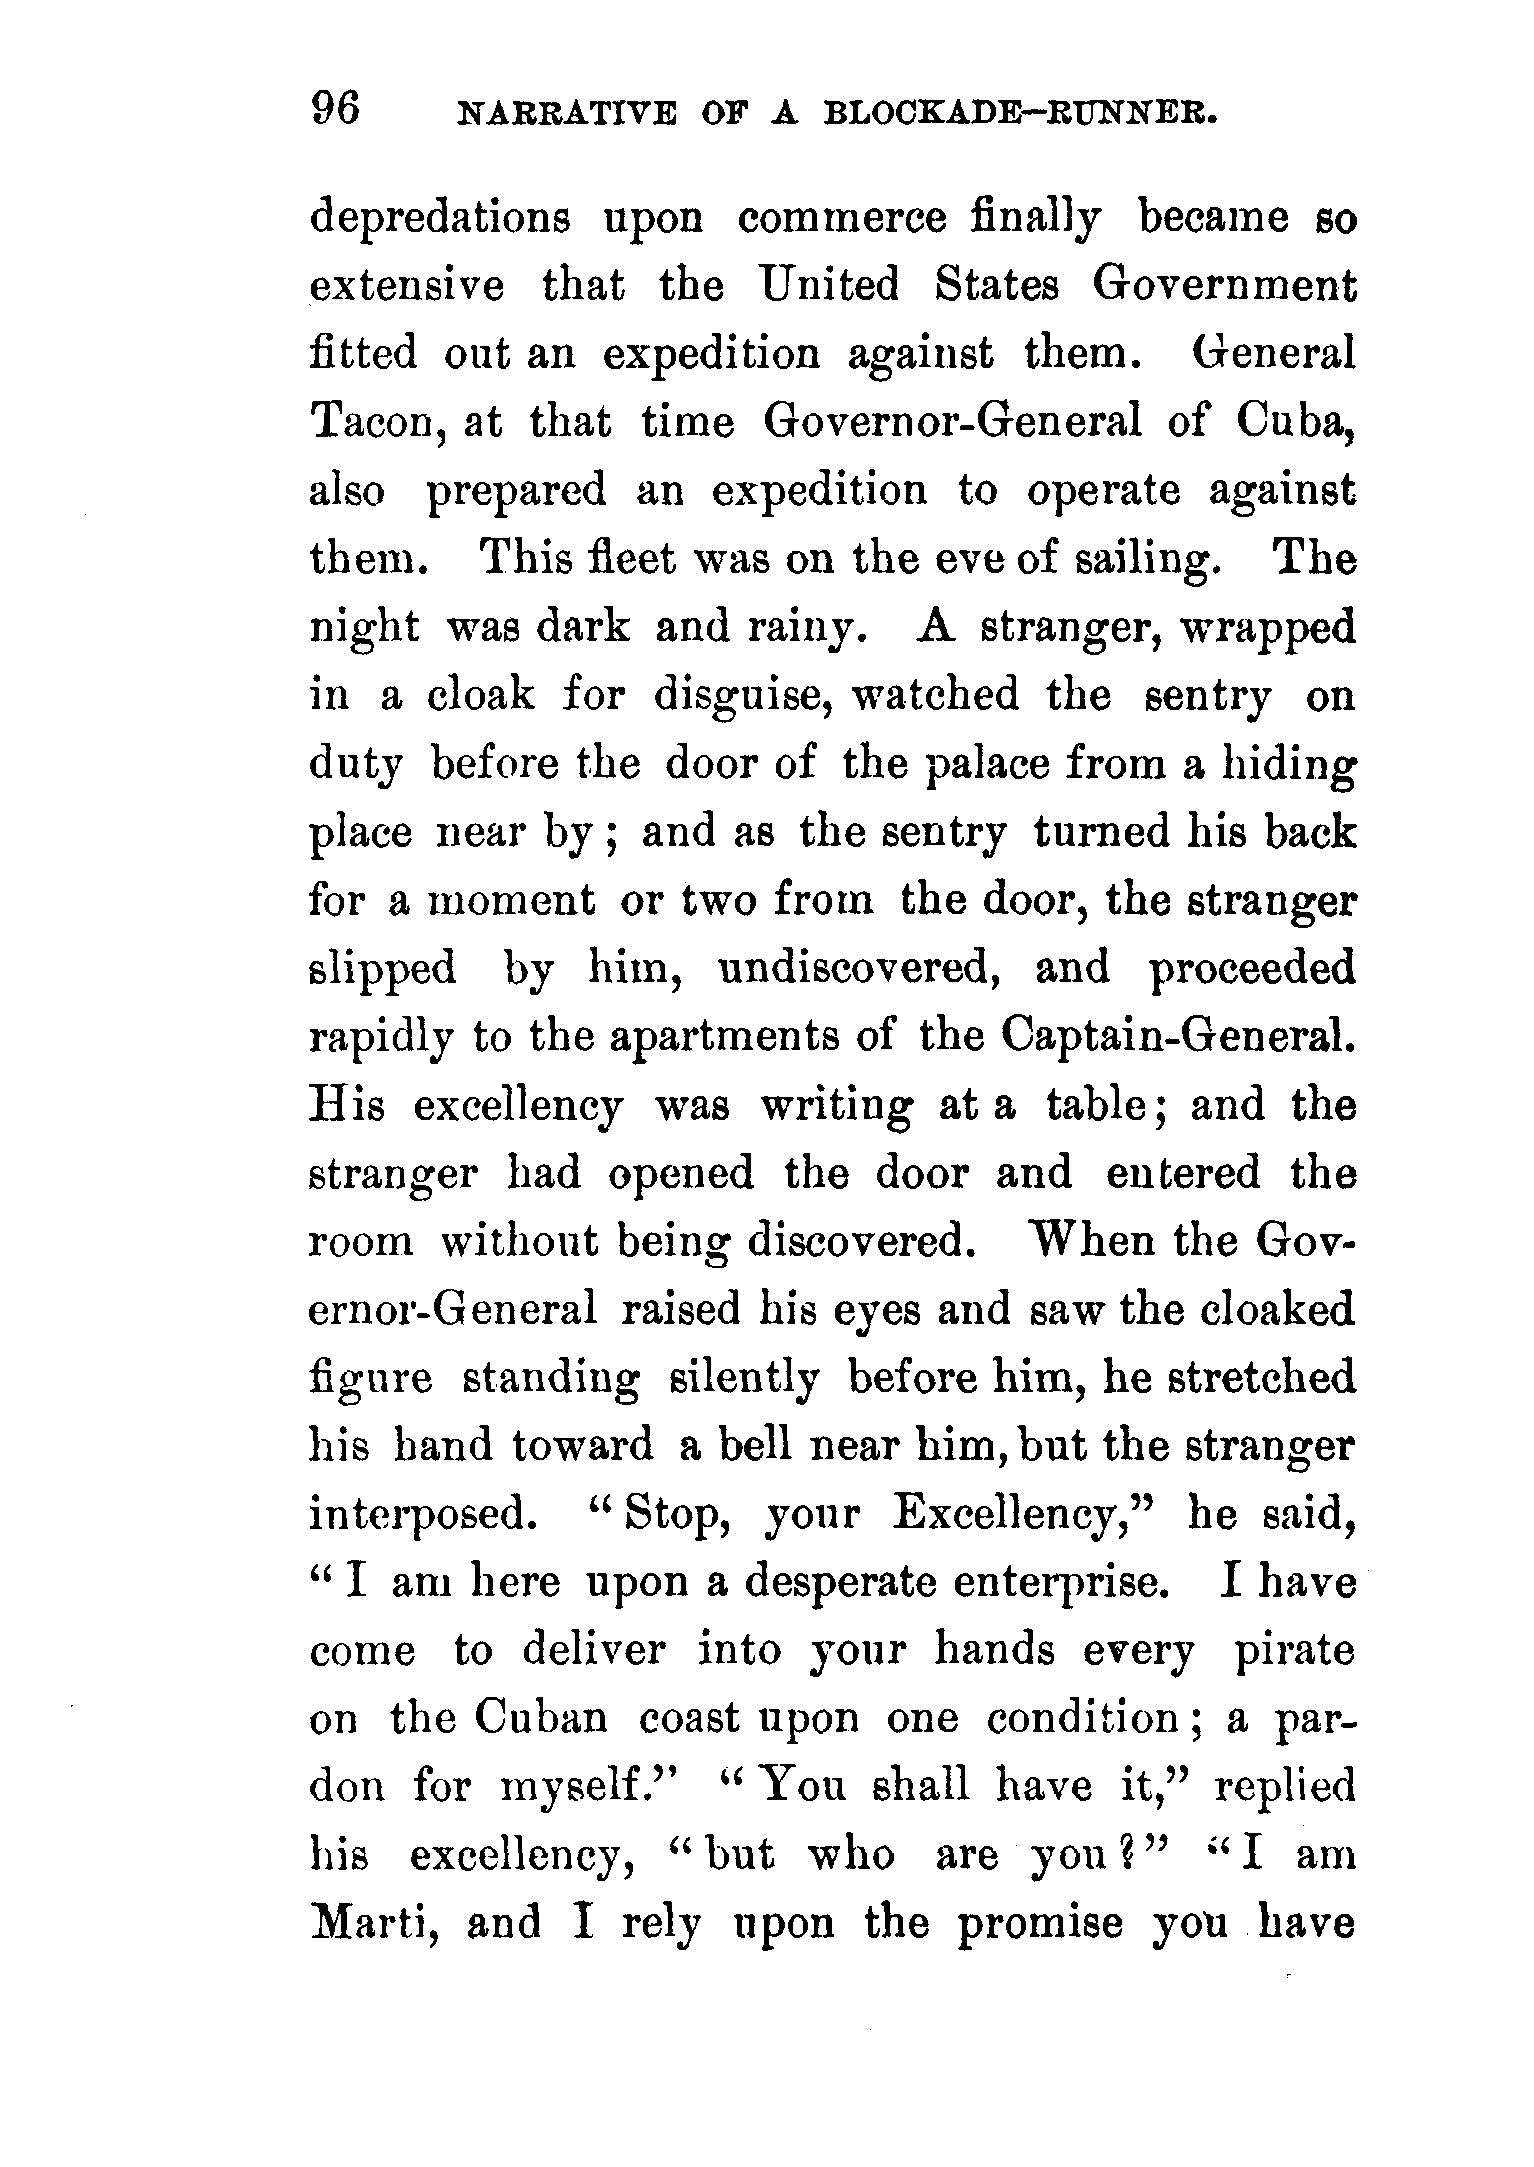 96 NARRATIVE OF A BLOCKADE-RUNNER.
depredations upon commerce finally became so
extensive that the United States Government
fitted out an expedition against them. General
Tacon, at that time Governor-General of Cuba,
also prepared an expedition to operate against
them. This fleet was on the eve of sailing. The
night was dark and rainy. A stranger, wrapped
in a cloak for disguise, watched the sentry on
duty before the door of the palace from a hiding
place near by; and as the sentry turned his back
for a moment or two from the door, the stranger
slipped by him, undiscovered, and proceeded
rapidly to the apartments of the Captain-General.
His excellency was writing at a table; and the
stranger had opened the door and entered the
room without being discovered. When the Gov-
ernor-General raised his eyes and saw the cloaked
figure standing silently before him, he stretched
his hand toward a bell near him, but the stranger
interposed. "Stop, your Excellency," he said,
"I am here upon a desperate enterprise. I have
come to deliver into your hands every pirate
on the Cuban coast upon one condition; a par-
don for myself." "You shall have it," replied
his excellency, "but who are you?" "I am
Marti, and I rely upon the promise you have